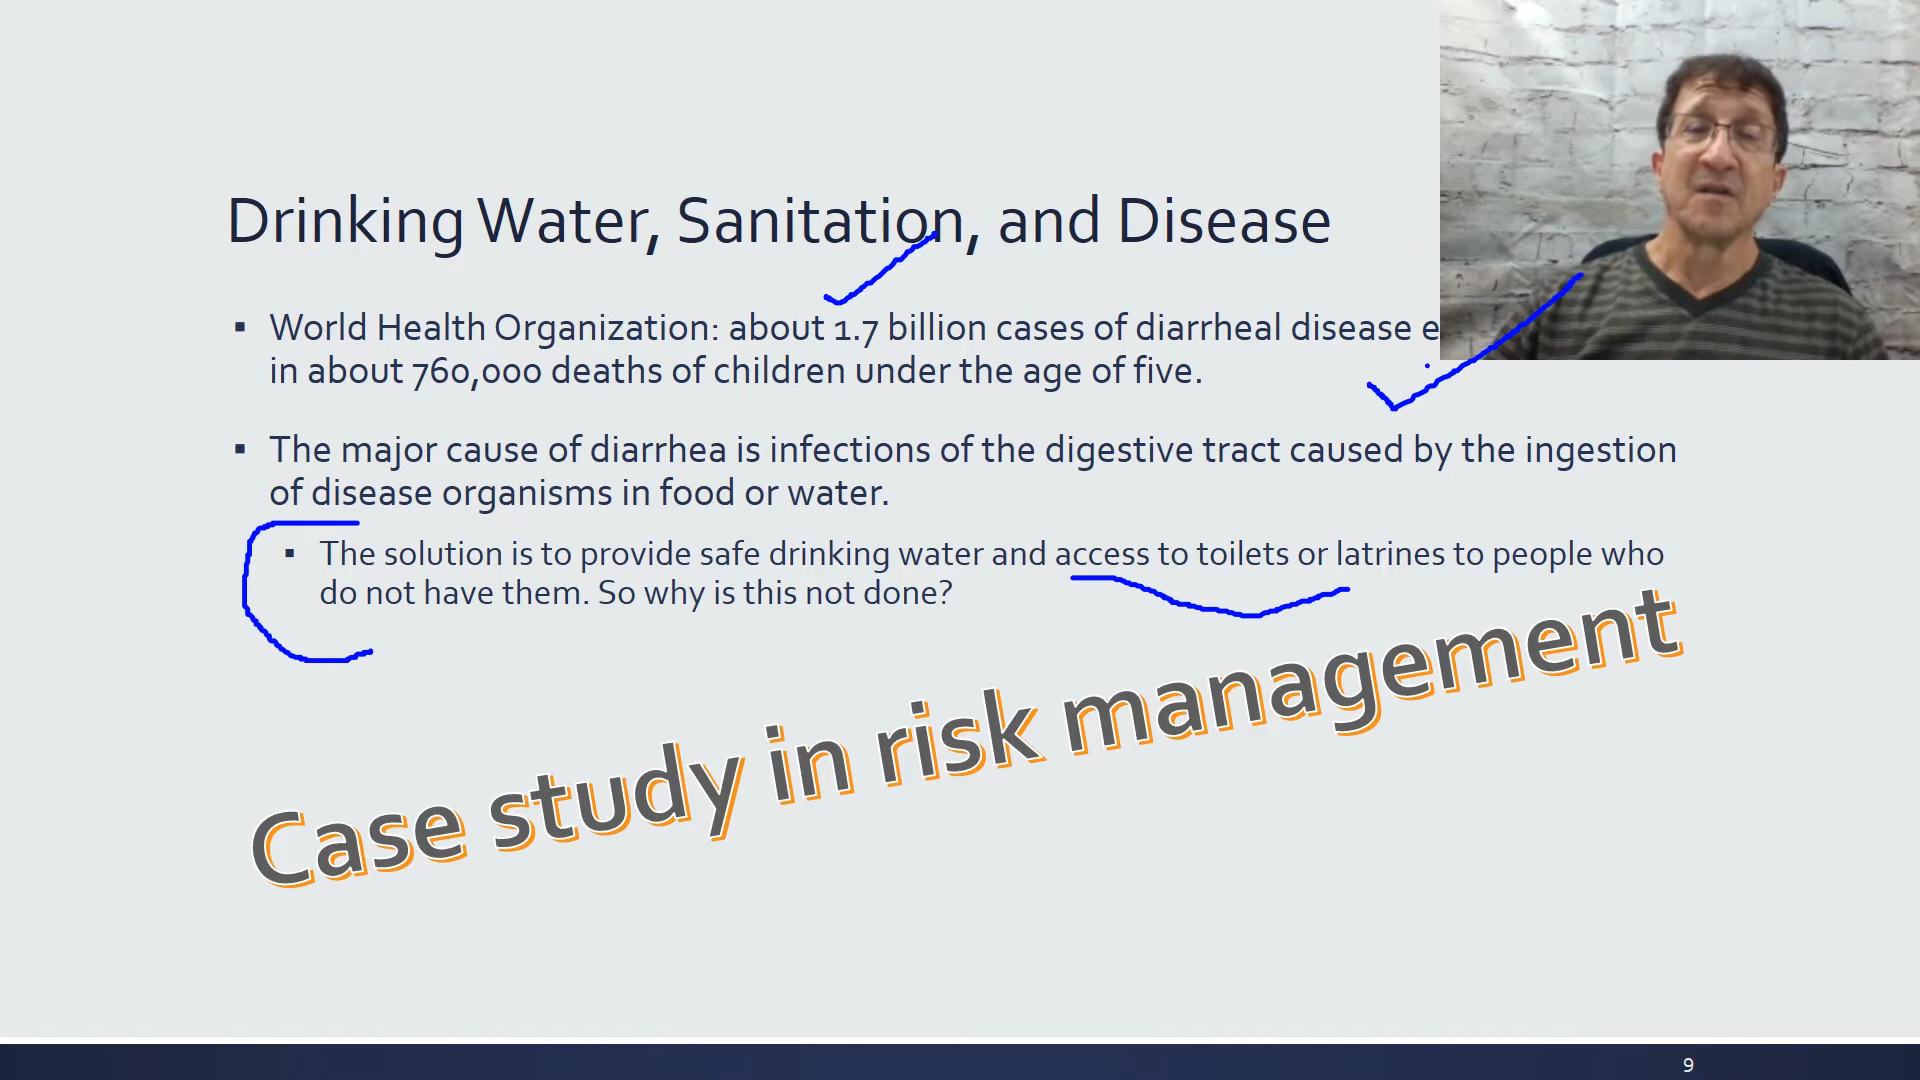 Drinking Water, Sanitation, and Disease
▪ World Health Organization: about 1.7 billion cases of diarrheal disease
in about 760,000 deaths of children under the age of five.
▪ The major cause of diarrhea is infections of the digestive tract caused by the ingestion
of disease organisms in food or water.
▪ The solution is to provide safe drinking water and access to toilets or latrines to people who
do not have them. So why is this not done?
Case study in risk management
9